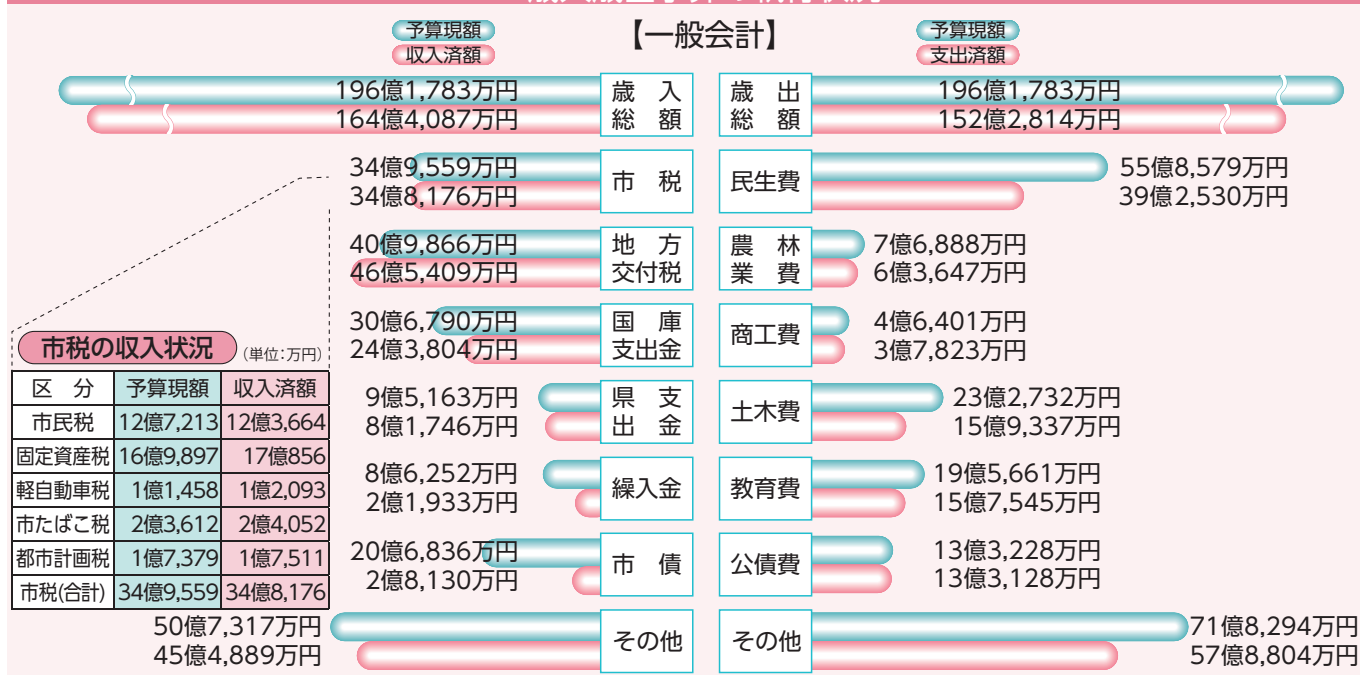 【一般会計】
予算現額
収入済額
予算現額
支出済額
196億1,783万円
164億4,087万円
歳入
総額
歳出
総額
196億1,783万円
152億2,814万円
34億9,559万円
34億8,176万円
市税
民生費
55億8,579万円
39億2,530万円
40億9,866万円
46億5,409万円
地方
交付税
農林
業費
7億6,888万円
6億3,647万円
30億6,790万円
24億3,804万円
国庫
支出金
商工費
4億6,401万円
3億7,823万円
9億5,163万円
8億1,746万円
県支
出金
土木費
23億2,732万円
15億9,337万円
8億6,252万円
2億1,933万円
繰入金
教育費
19億5,661万円
15億7,545万円
20億6,836万円
2億8,130万円
市債
公債費
13億3,228万円
13億3,128万円
50億7,317万円
45億4,889万円
その他
その他
71億8,294万円
57億8,804万円
市税の収入状況 (単位:万円)
区分 予算現額 収入済額
市民税 12億7,213 12億3,664
固定資産税 16億9,897 17億856
軽自動車税 1億1,458 1億2,093
市たばこ税 2億3,612 2億4,052
都市計画税 1億7,379 1億7,511
市税(合計) 34億9,559 34億8,176